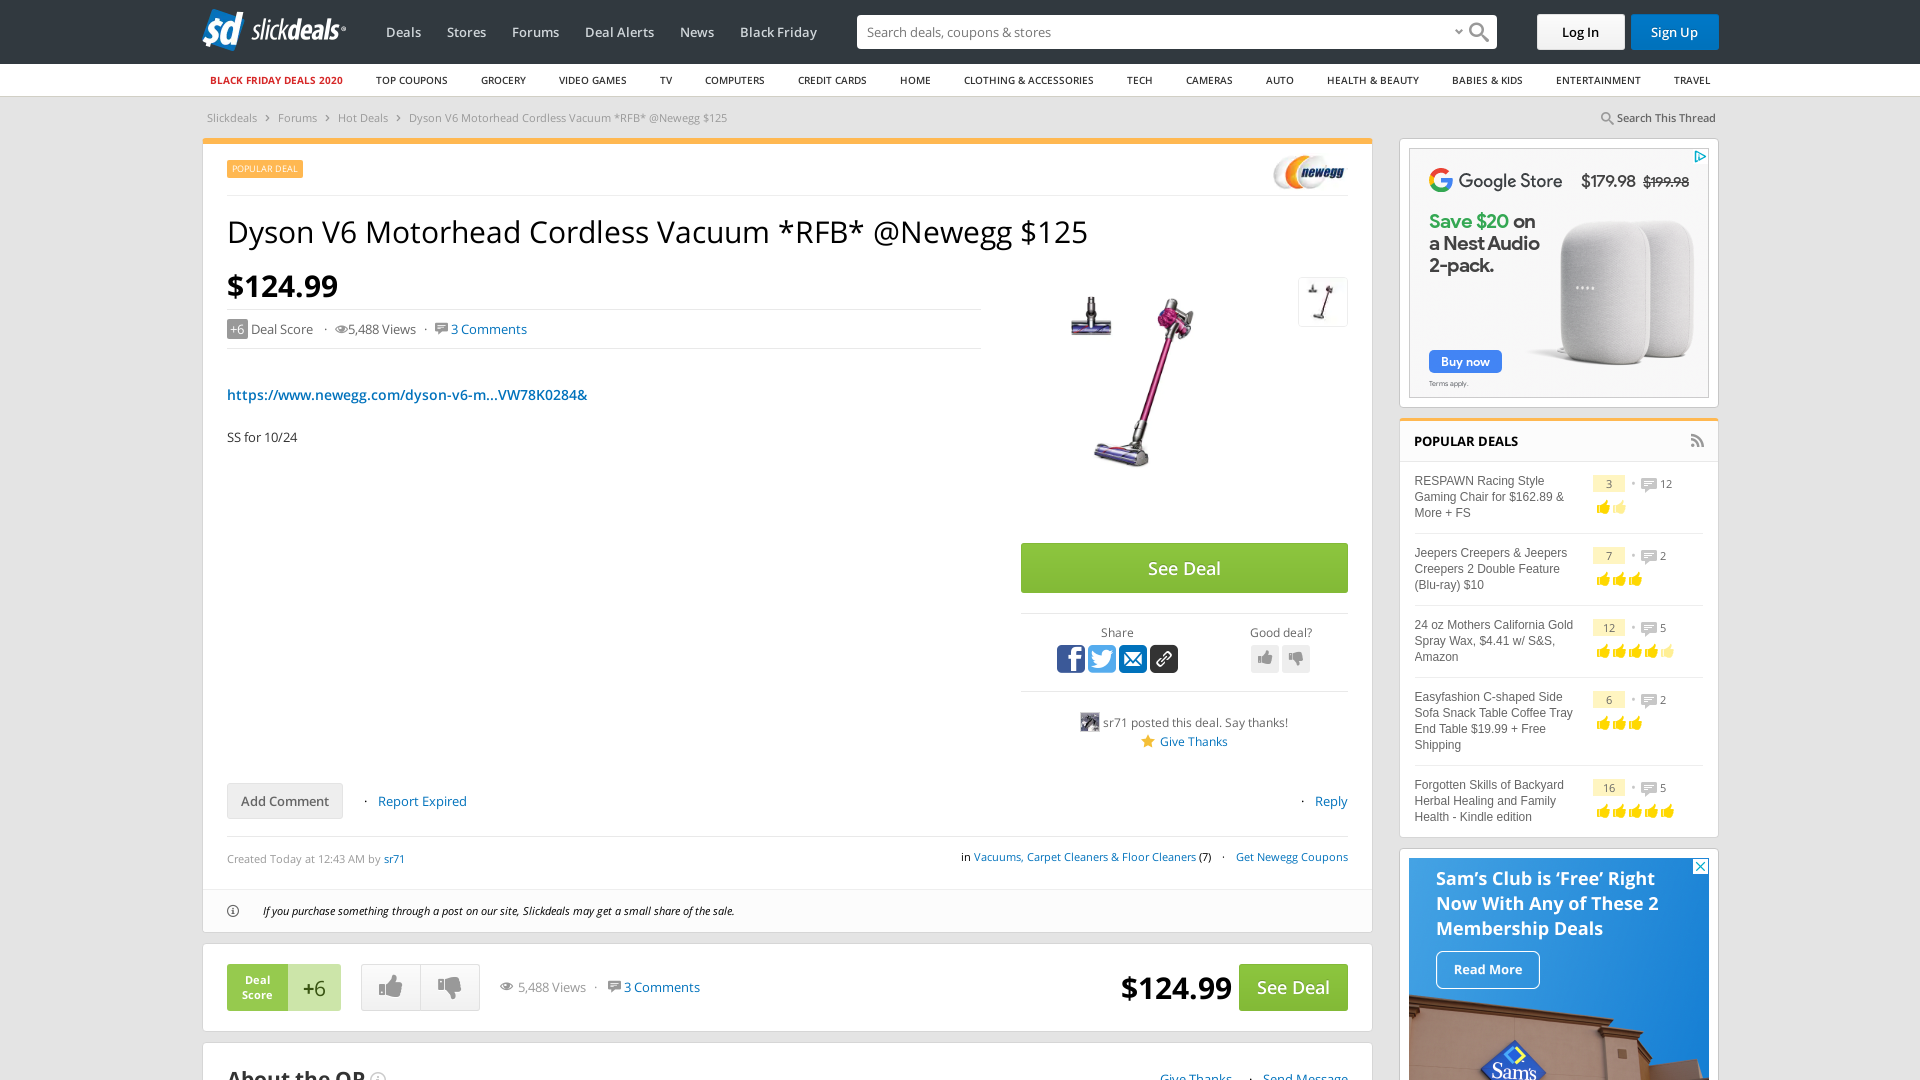 sd slickdeals
Deals Stores Forums Deal Alerts News Black Friday
Search deals, coupons & stores
Log In
Sign Up
BLACK FRIDAY DEALS 2020 TOP COUPONS GROCERY VIDEO GAMES TV COMPUTERS CREDIT CARDS HOME CLOTHING & ACCESSORIES TECH CAMERAS AUTO HEALTH & BEAUTY BABIES & KIDS ENTERTAINMENT TRAVEL
Slickdeals › Forums › Hot Deals › Dyson V6 Motorhead Cordless Vacuum *RFB* @Newegg $125
Search This Thread
POPULAR DEAL
newegg
Dyson V6 Motorhead Cordless Vacuum *RFB* @Newegg $125
$124.99
+6 Deal Score · 5,488 Views · 3 Comments
https://www.newegg.com/dyson-v6-m...VW78K0284&
SS for 10/24
See Deal
Share
Good deal?
sr71 posted this deal. Say thanks!
Give Thanks
Add Comment · Report Expired
· Reply
Created Today at 12:43 AM by sr71
in Vacuums, Carpet Cleaners & Floor Cleaners (7) · Get Newegg Coupons
If you purchase something through a post on our site, Slickdeals may get a small share of the sale.
Deal
Score
+6
5,488 Views · 3 Comments
$124.99
See Deal
About the OP
Give Thanks · Send Message
Google Store $179.98 $199.98
Save $20 on
a Nest Audio
2-pack.
Buy now
Terms apply.
POPULAR DEALS
RESPAWN Racing Style
Gaming Chair for $162.89 &
More + FS
3 • 12
Jeepers Creepers & Jeepers
Creepers 2 Double Feature
(Blu-ray) $10
7 • 2
24 oz Mothers California Gold
Spray Wax, $4.41 w/ S&S,
Amazon
12 • 5
Easyfashion C-shaped Side
Sofa Snack Table Coffee Tray
End Table $19.99 + Free
Shipping
6 • 2
Forgotten Skills of Backyard
Herbal Healing and Family
Health - Kindle edition
16 • 5
Sam’s Club is ‘Free’ Right
Now With Any of These 2
Membership Deals
Read More
Sam's